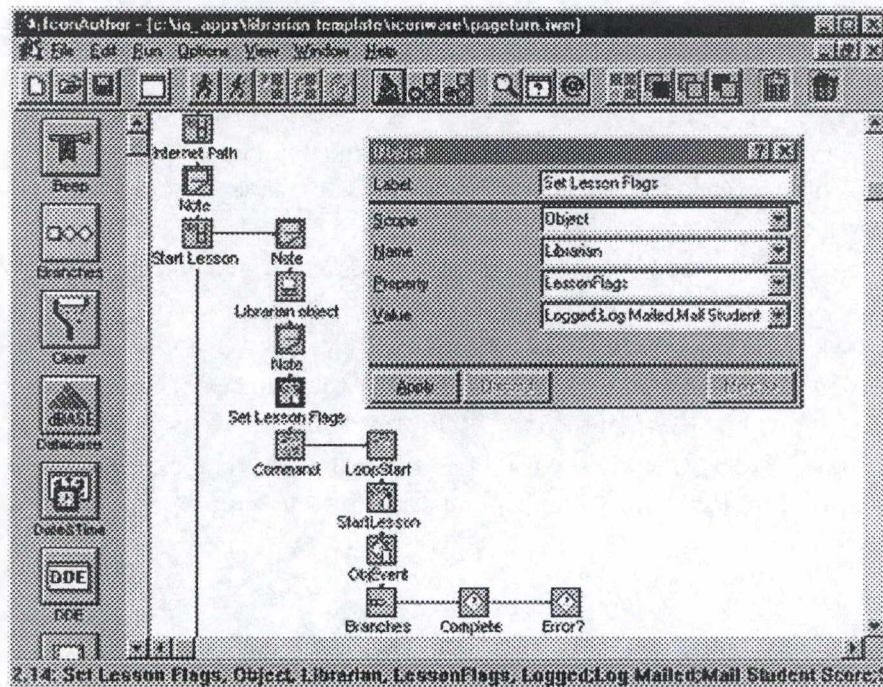 IconAuthor - [c:\ia_apps\librarian template\iconware\pageturn.iwm]
File Edit Run Options View Window Help
Beep
Branches
Clear
dBASE
Database
Date&Time
DDE
DDE
Internet Path
Note
Start Lesson
Note
Librarian object
Note
Set Lesson Flags
Command
LoopStart
StartLesson
ObjEvent
Branches
Complete
Error?
Object
Label
Set Lesson Flags
Scope
Object
Name
Librarian
Property
LessonFlags
Value
Logged;Log Mailed;Mail Student
Apply
Discard
2.14: Set Lesson Flags, Object, Librarian, LessonFlags, Logged;Log Mailed;Mail Student Score;